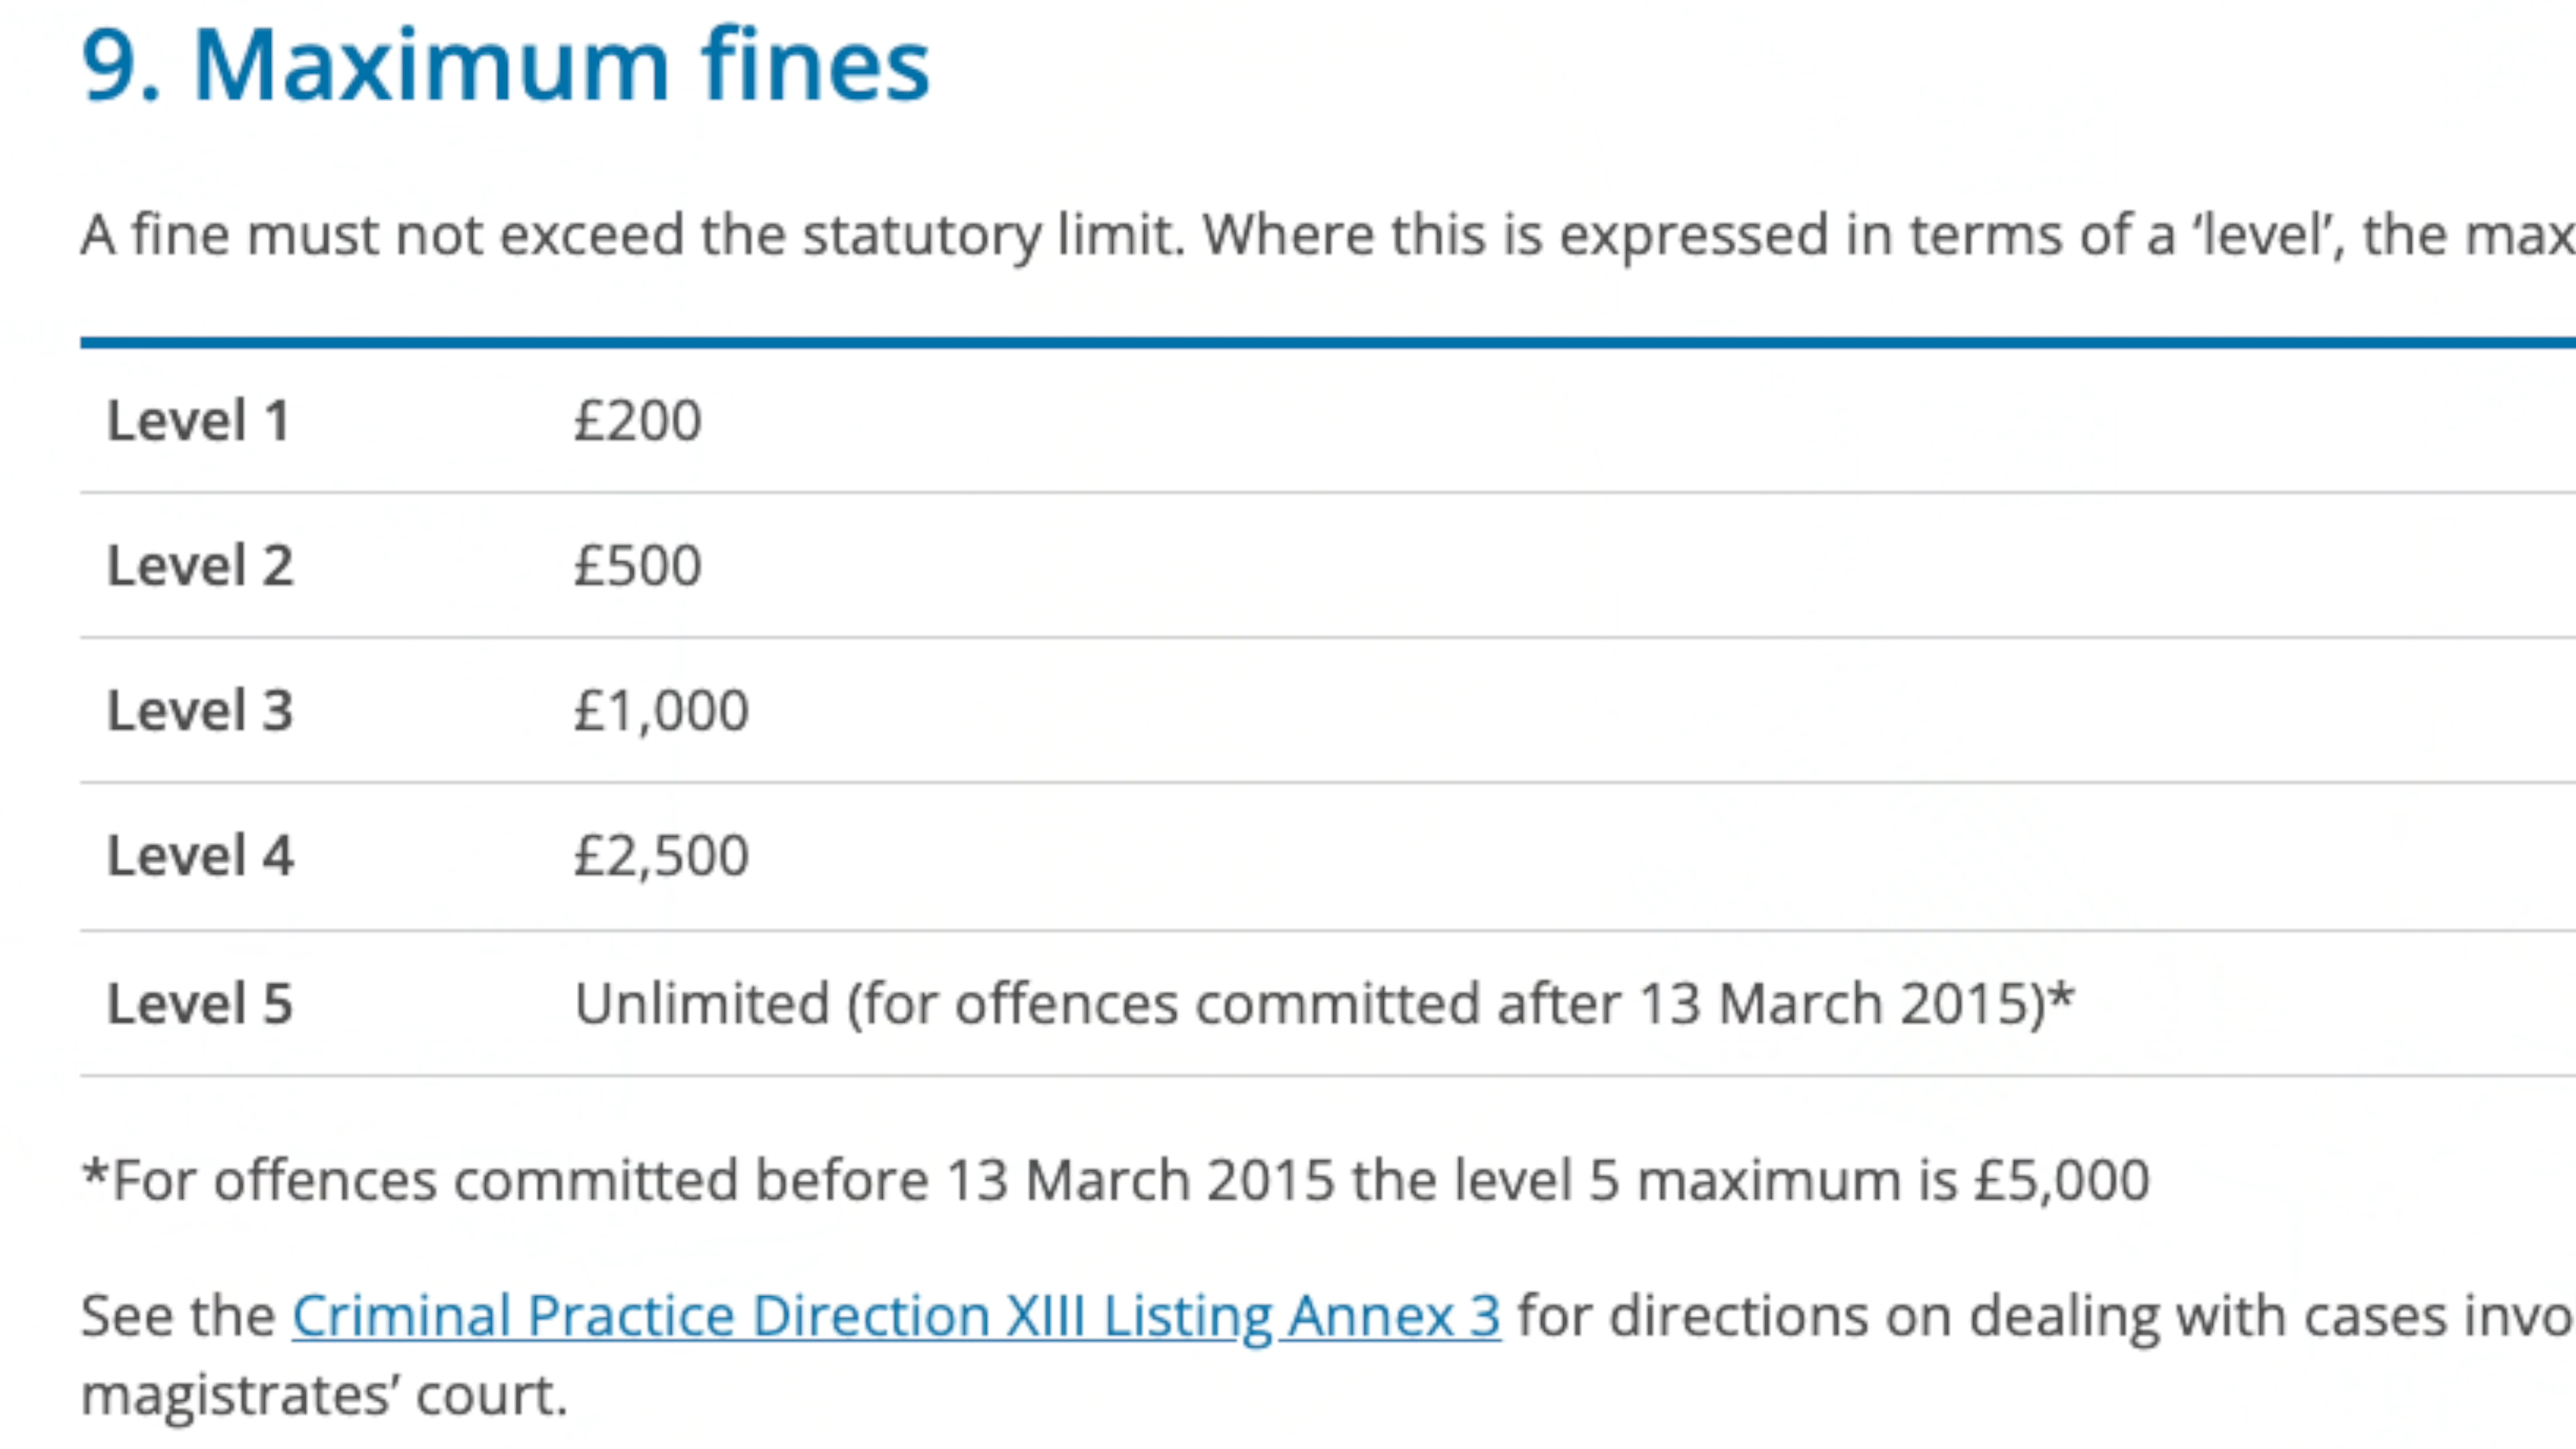 9. Maximum fines
A fine must not exceed the statutory limit. Where this is expressed in terms of a ‘level’, the max
Level 1 £200
Level 2 £500
Level 3 £1,000
Level 4 £2,500
Level 5 Unlimited (for offences committed after 13 March 2015)*
*For offences committed before 13 March 2015 the level 5 maximum is £5,000
See the Criminal Practice Direction XIII Listing Annex 3 for directions on dealing with cases invo
magistrates’ court.